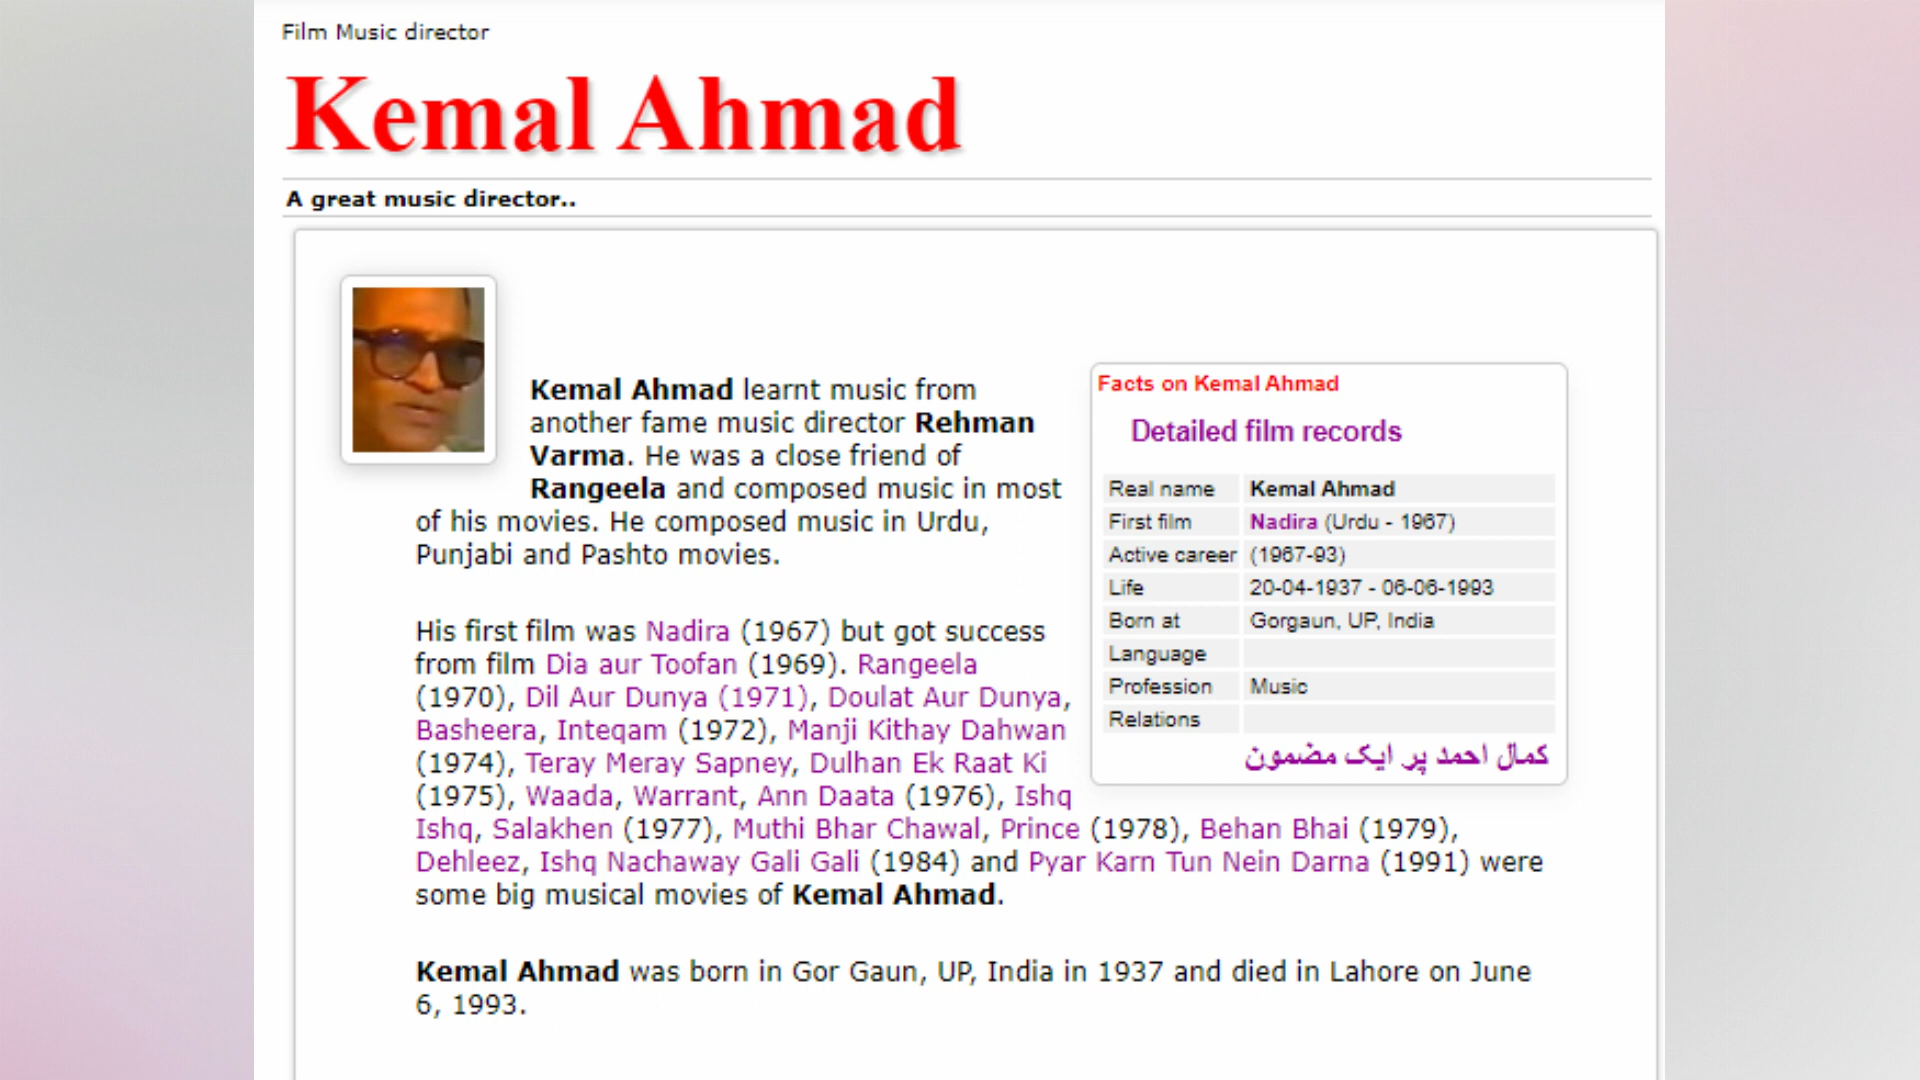 Film Music director
Kemal Ahmad
A great music director..
Kemal Ahmad learnt music from
another fame music director Rehman
Varma. He was a close friend of
Rangeela and composed music in most
of his movies. He composed music in Urdu,
Punjabi and Pashto movies.
His first film was Nadira (1967) but got success
from film Dia aur Toofan (1969). Rangeela
(1970), Dil Aur Dunya (1971), Doulat Aur Dunya,
Basheera, Inteqam (1972), Manji Kithay Dahwan
(1974), Teray Meray Sapney, Dulhan Ek Raat Ki
(1975), Waada, Warrant, Ann Daata (1976), Ishq
Ishq, Salakhen (1977), Muthi Bhar Chawal, Prince (1978), Behan Bhai (1979),
Dehleez, Ishq Nachaway Gali Gali (1984) and Pyar Karn Tun Nein Darna (1991) were
some big musical movies of Kemal Ahmad.
Kemal Ahmad was born in Gor Gaun, UP, India in 1937 and died in Lahore on June
6, 1993.
Facts on Kemal Ahmad
Detailed film records
Real name Kemal Ahmad
First film Nadira (Urdu - 1967)
Active career (1967-93)
Life 20-04-1937 - 06-06-1993
Born at Gorgaun, UP, India
Language
Profession Music
Relations
کمال احمد پر ایک مضمون